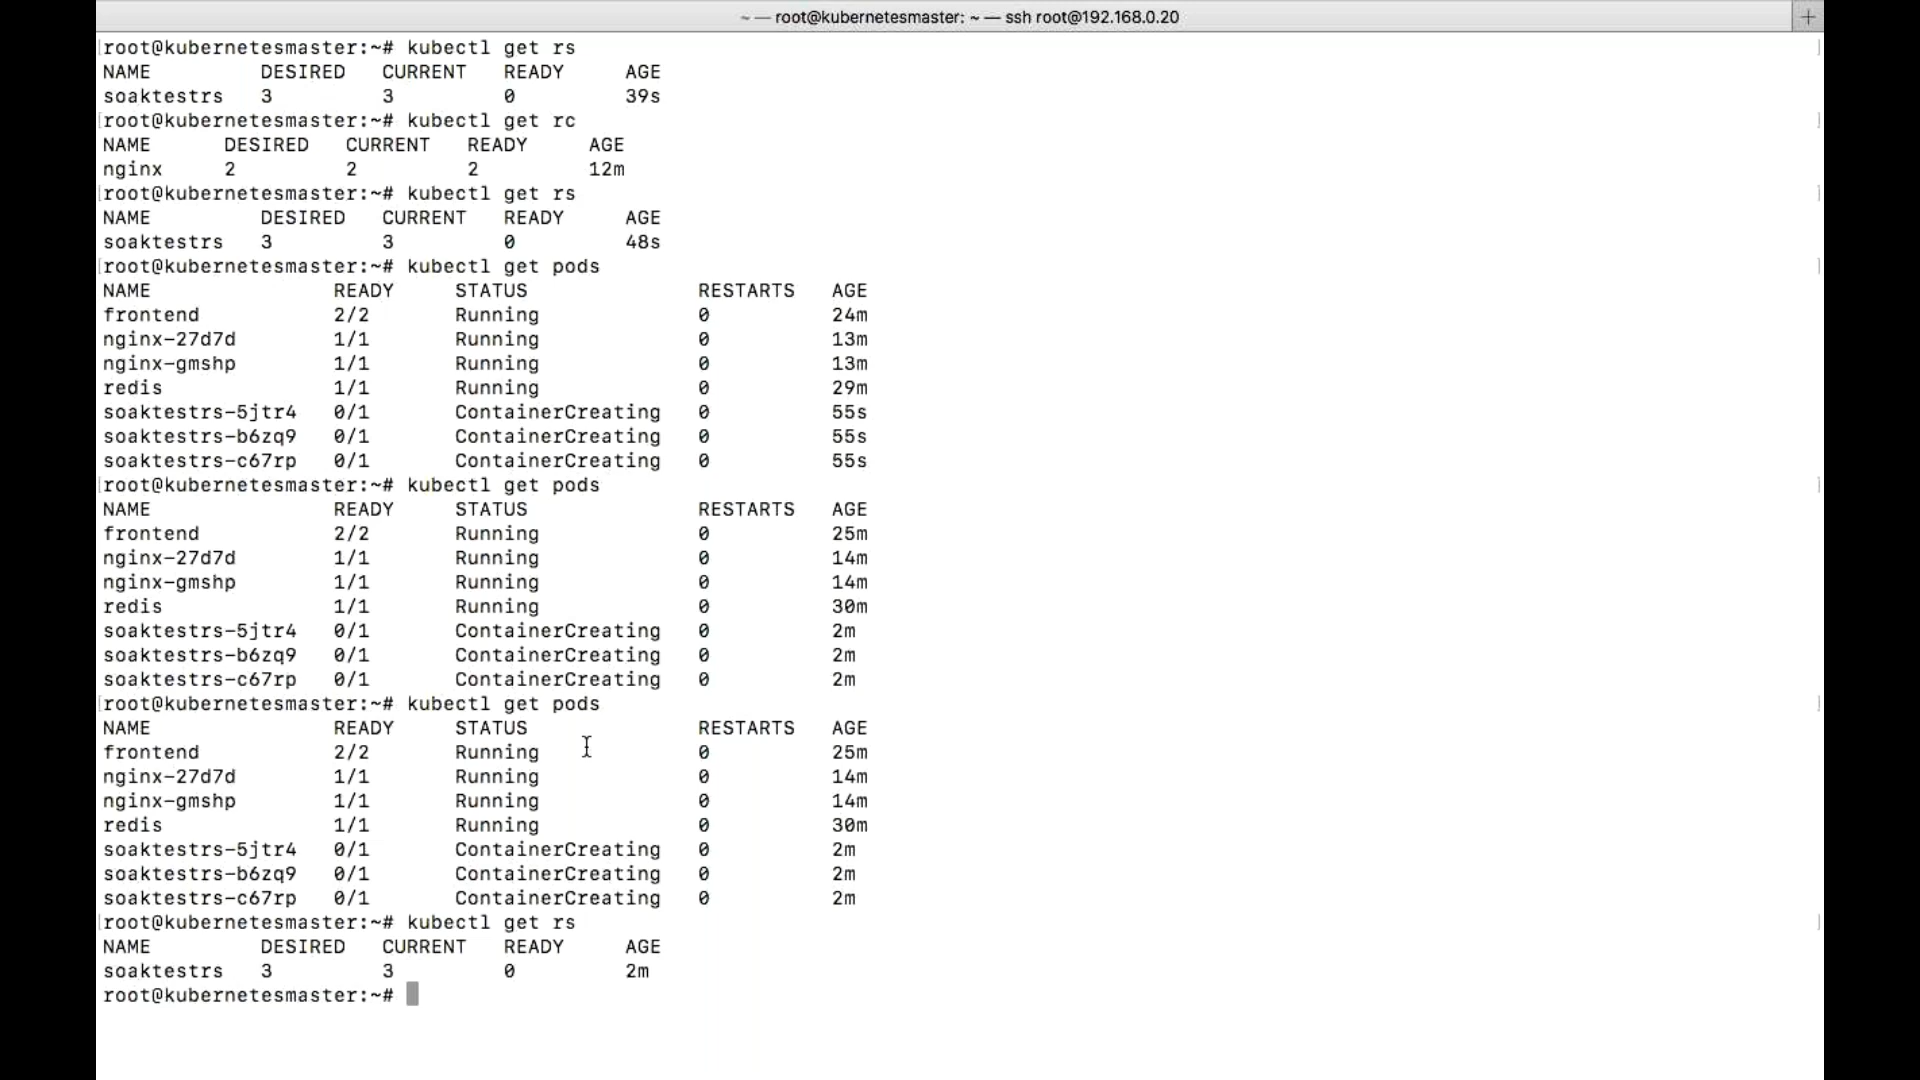 ~ — root@kubernetesmaster: ~ — ssh root@192.168.0.20
root@kubernetesmaster:~# kubectl get rs
NAME DESIRED CURRENT READY AGE
soaktestrs 3 3 0 39s
root@kubernetesmaster:~# kubectl get rc
NAME DESIRED CURRENT READY AGE
nginx 2 2 2 12m
root@kubernetesmaster:~# kubectl get rs
NAME DESIRED CURRENT READY AGE
soaktestrs 3 3 0 48s
root@kubernetesmaster:~# kubectl get pods
NAME READY STATUS RESTARTS AGE
frontend 2/2 Running 0 24m
nginx-27d7d 1/1 Running 0 13m
nginx-gmshp 1/1 Running 0 13m
redis 1/1 Running 0 29m
soaktestrs-5jtr4 0/1 ContainerCreating 0 55s
soaktestrs-b6zq9 0/1 ContainerCreating 0 55s
soaktestrs-c67rp 0/1 ContainerCreating 0 55s
root@kubernetesmaster:~# kubectl get pods
NAME READY STATUS RESTARTS AGE
frontend 2/2 Running 0 25m
nginx-27d7d 1/1 Running 0 14m
nginx-gmshp 1/1 Running 0 14m
redis 1/1 Running 0 30m
soaktestrs-5jtr4 0/1 ContainerCreating 0 2m
soaktestrs-b6zq9 0/1 ContainerCreating 0 2m
soaktestrs-c67rp 0/1 ContainerCreating 0 2m
root@kubernetesmaster:~# kubectl get pods
NAME READY STATUS RESTARTS AGE
frontend 2/2 Running 0 25m
nginx-27d7d 1/1 Running 0 14m
nginx-gmshp 1/1 Running 0 14m
redis 1/1 Running 0 30m
soaktestrs-5jtr4 0/1 ContainerCreating 0 2m
soaktestrs-b6zq9 0/1 ContainerCreating 0 2m
soaktestrs-c67rp 0/1 ContainerCreating 0 2m
root@kubernetesmaster:~# kubectl get rs
NAME DESIRED CURRENT READY AGE
soaktestrs 3 3 0 2m
root@kubernetesmaster:~#